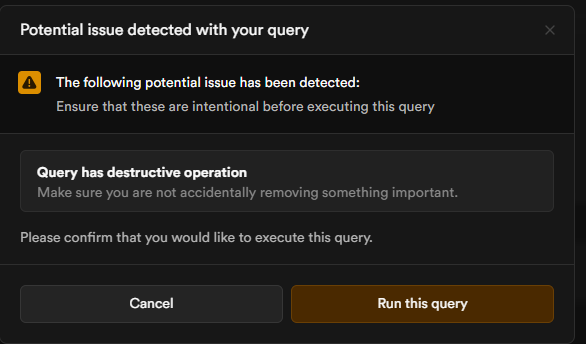 Potential issue detected with your query
The following potential issue has been detected:
Ensure that these are intentional before executing this query
Query has destructive operation
Make sure you are not accidentally removing something important.
Please confirm that you would like to execute this query.
Cancel
Run this query